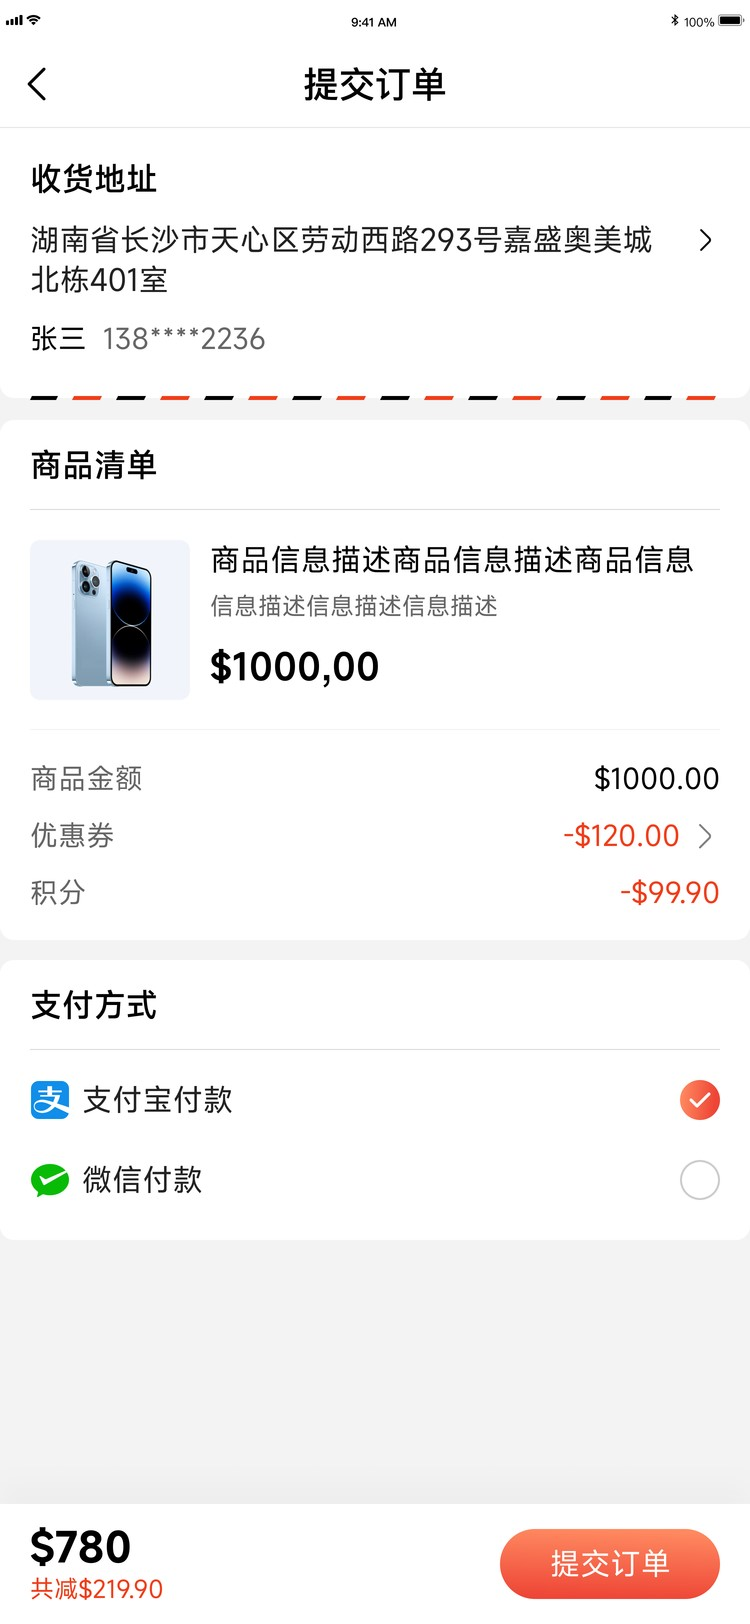 9:41 AM
100%
提交订单
收货地址
湖南省长沙市天心区劳动西路293号嘉盛奥美城
北栋401室
张三 138****2236
商品清单
商品信息描述商品信息描述商品信息
信息描述信息描述信息描述
$1000,00
商品金额 $1000.00
优惠券 -$120.00
积分 -$99.90
支付方式
支 支付宝付款
微信付款
$780
共减$219.90
提交订单